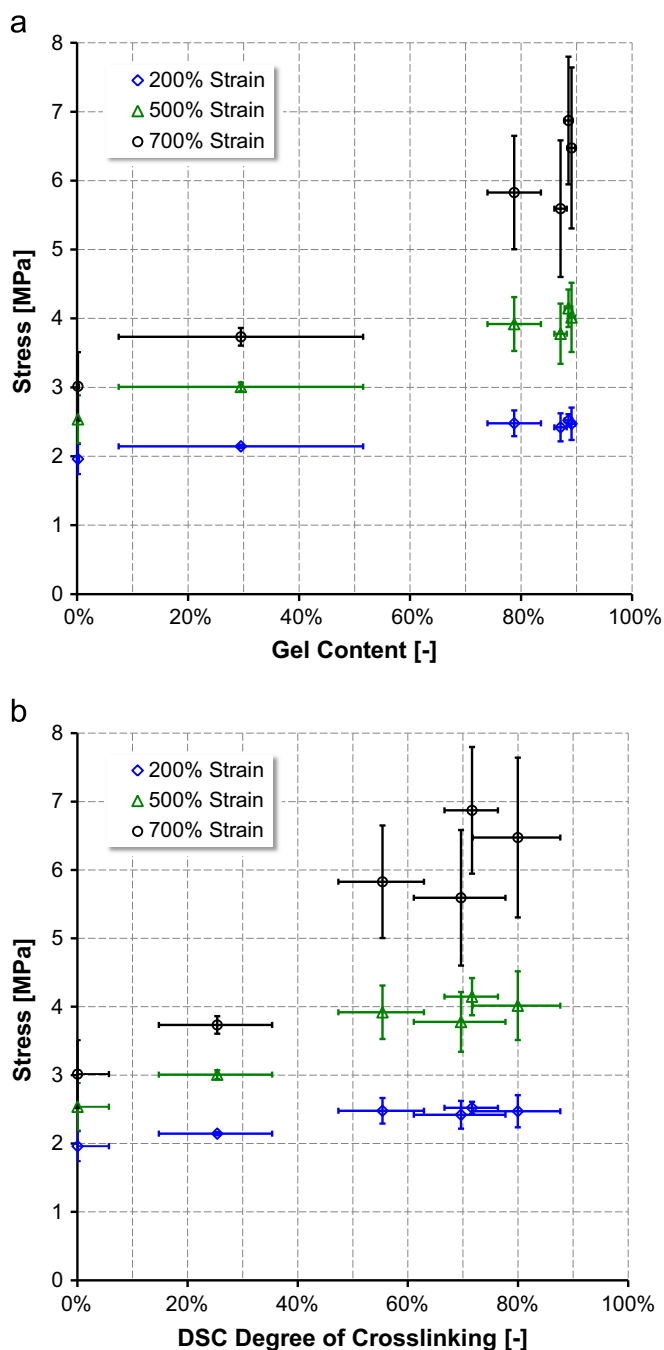 a
8
7
6
5
4
3
2
1
0
Stress [MPa]
200% Strain
500% Strain
700% Strain
0% 20% 40% 60% 80% 100%
Gel Content [-]
b
8
7
6
5
4
3
2
1
0
Stress [MPa]
200% Strain
500% Strain
700% Strain
0% 20% 40% 60% 80% 100%
DSC Degree of Crosslinking [-]